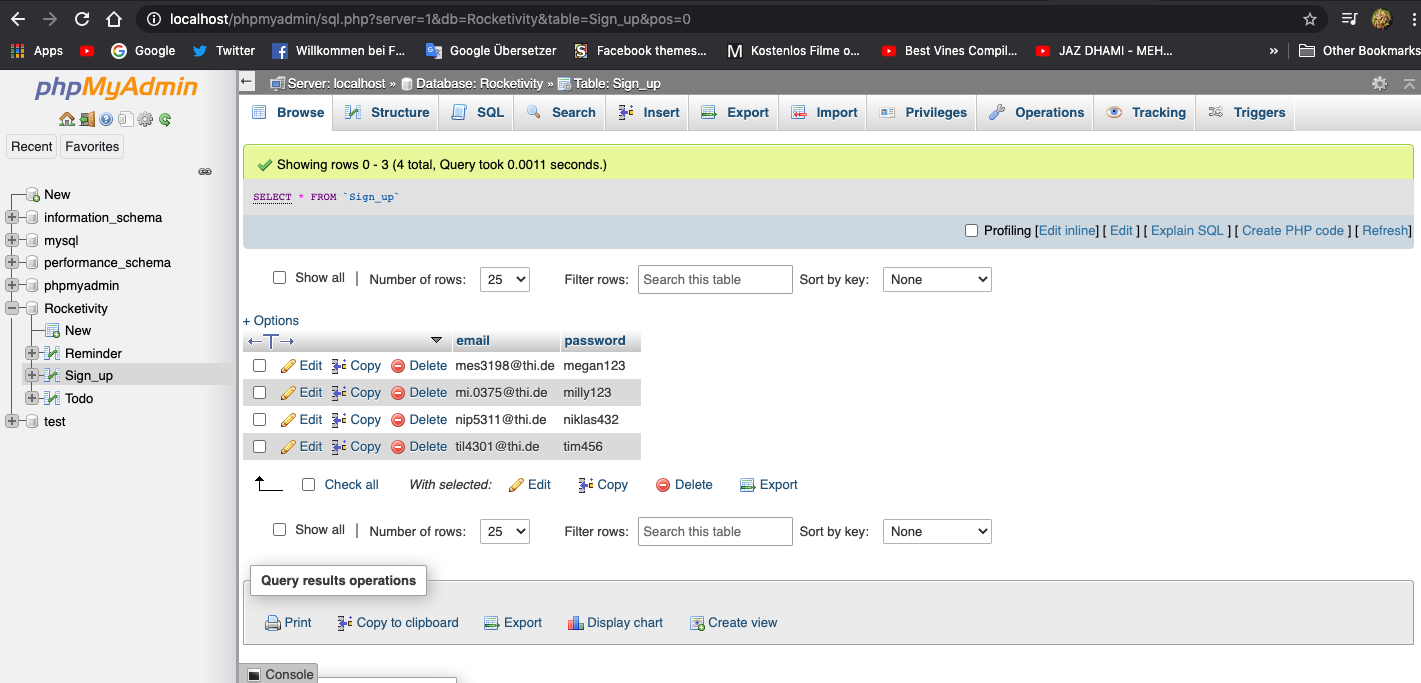 localhost/phpmyadmin/sql.php?server=1&db=Rocketivity&table=Sign_up&pos=0
Apps Google Twitter Willkommen bei F... Google Übersetzer Facebook themes... Kostenlos Filme o... Best Vines Compil... JAZ DHAMI - MEH... » Other Bookmarks
phpMyAdmin
Recent Favorites
New
information_schema
mysql
performance_schema
phpmyadmin
Rocketivity
New
Reminder
Sign_up
Todo
test
Server: localhost » Database: Rocketivity » Table: Sign_up
Browse Structure SQL Search Insert Export Import Privileges Operations Tracking Triggers
Showing rows 0 - 3 (4 total, Query took 0.0011 seconds.)
SELECT * FROM `Sign_up`
Profiling [Edit inline] [ Edit ] [ Explain SQL ] [ Create PHP code ] [ Refresh]
Show all | Number of rows: 25 Filter rows: Search this table Sort by key: None
+ Options
←T→ email password
Edit Copy Delete mes3198@thi.de megan123
Edit Copy Delete mi.0375@thi.de milly123
Edit Copy Delete nip5311@thi.de niklas432
Edit Copy Delete til4301@thi.de tim456
Check all With selected: Edit Copy Delete Export
Show all | Number of rows: 25 Filter rows: Search this table Sort by key: None
Query results operations
Print Copy to clipboard Export Display chart Create view
Console